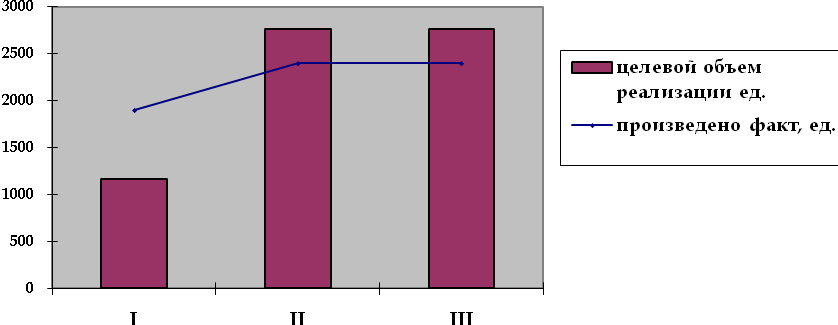 3000
2500
2000
1500
1000
500
0
I II III
целевой объем
реализации ед.
произведено факт, ед.